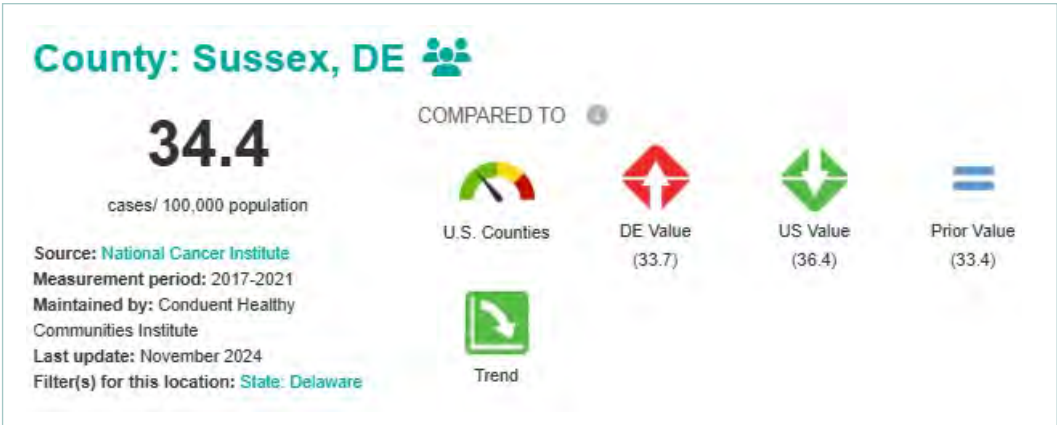 County: Sussex, DE
34.4
cases/ 100,000 population
Source: National Cancer Institute
Measurement period: 2017-2021
Maintained by: Conduent Healthy
Communities Institute
Last update: November 2024
Filter(s) for this location: State: Delaware
COMPARED TO
U.S. Counties
DE Value
(33.7)
US Value
(36.4)
Prior Value
(33.4)
Trend